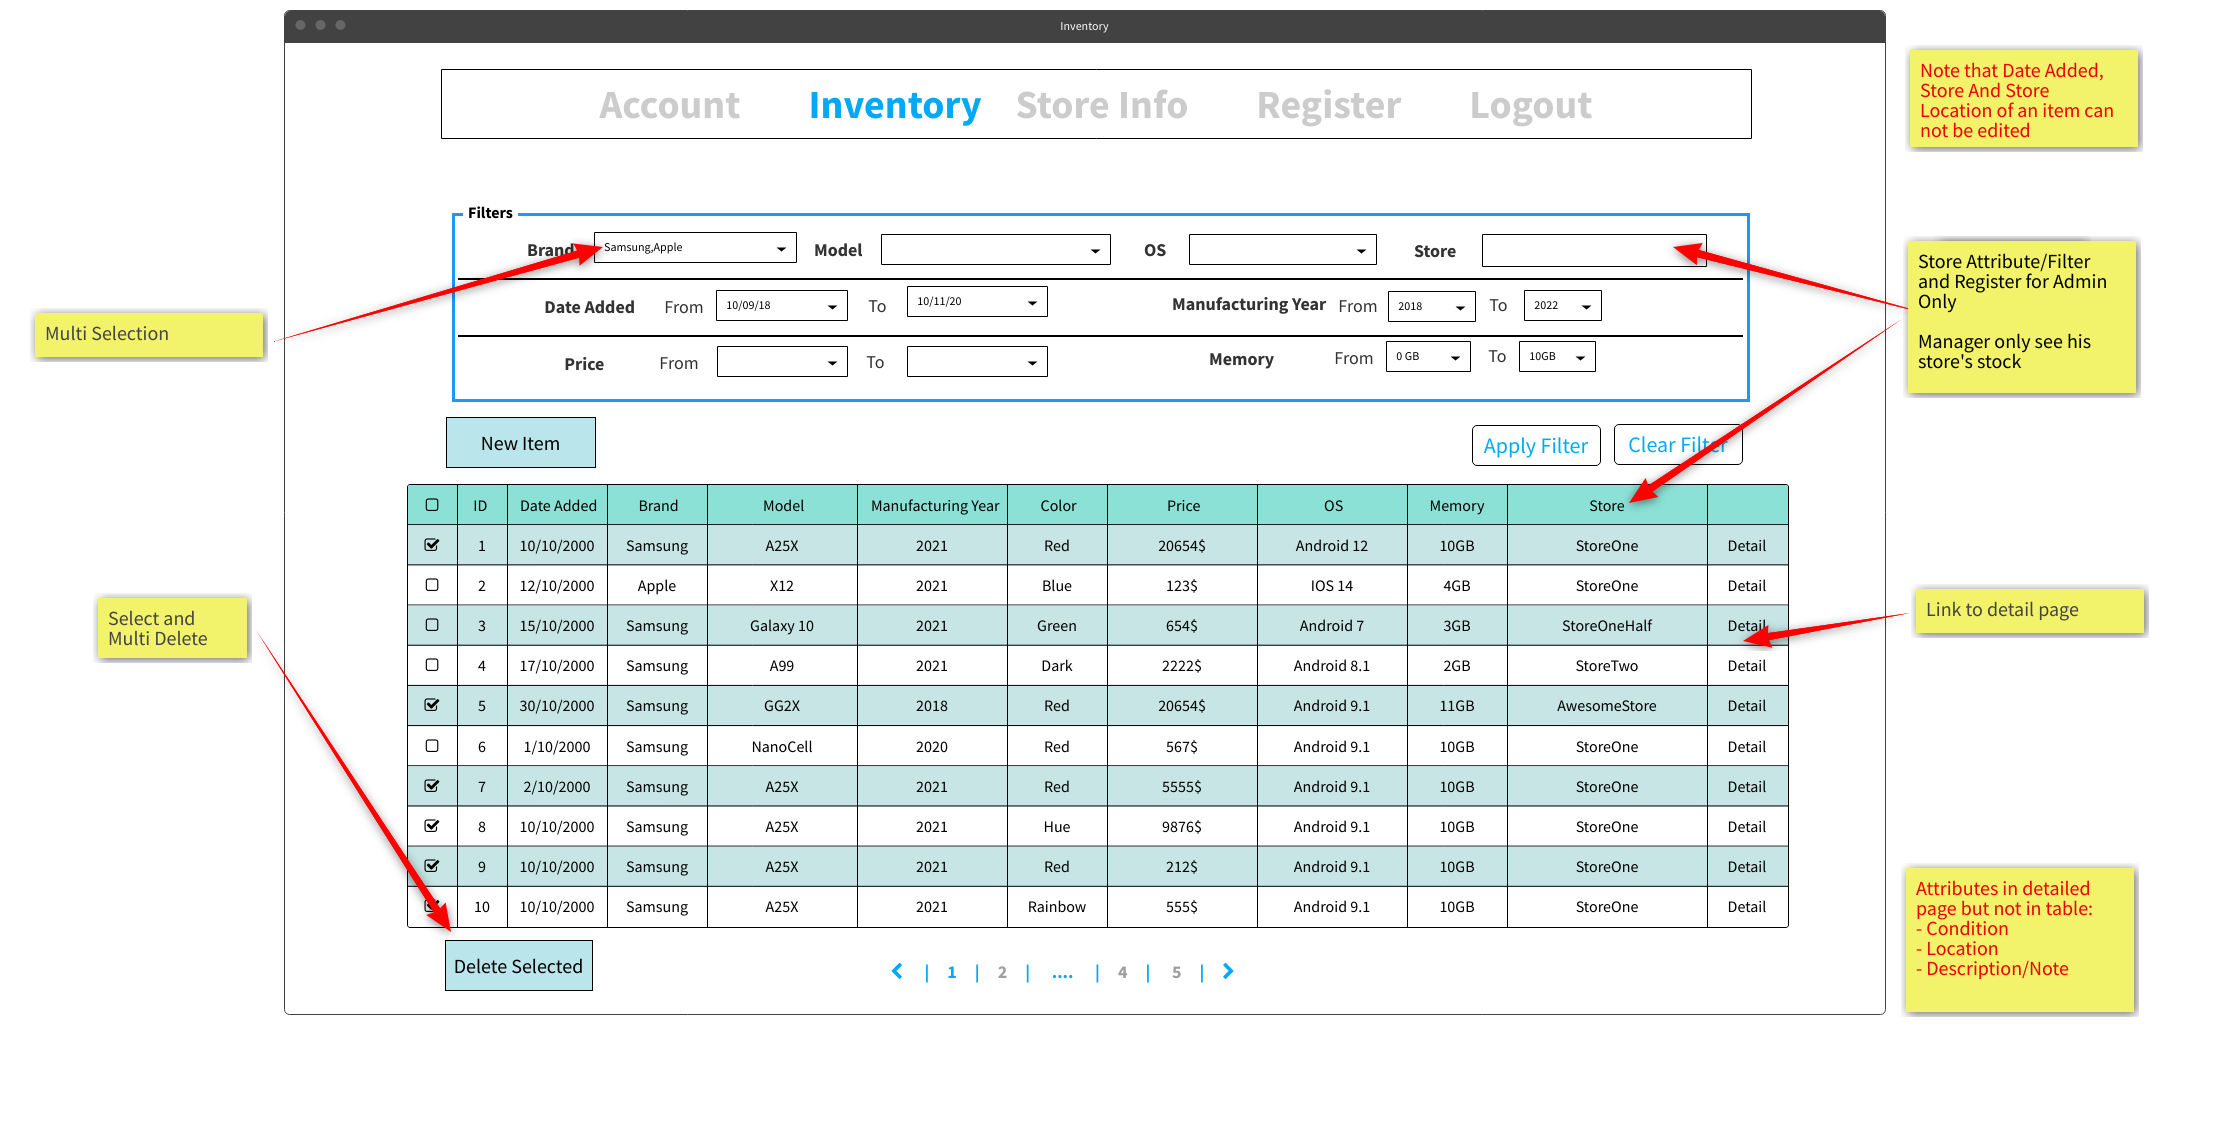 Inventory
Account Inventory Store Info Register Logout
Note that Date Added,
Store And Store
Location of an item can
not be edited
Filters
Brand Samsung,Apple Model OS Store
Date Added From 10/09/18 To 10/11/20 Manufacturing Year From 2018 To 2022
Price From To Memory From 0 GB To 10GB
Multi Selection
Store Attribute/Filter
and Register for Admin
Only
Manager only see his
store's stock
New Item Apply Filter Clear Filter
ID Date Added Brand Model Manufacturing Year Color Price OS Memory Store
1 10/10/2000 Samsung A25X 2021 Red 20654$ Android 12 10GB StoreOne Detail
2 12/10/2000 Apple X12 2021 Blue 123$ IOS 14 4GB StoreOne Detail
3 15/10/2000 Samsung Galaxy 10 2021 Green 654$ Android 7 3GB StoreOneHalf Detail
4 17/10/2000 Samsung A99 2021 Dark 2222$ Android 8.1 2GB StoreTwo Detail
5 30/10/2000 Samsung GG2X 2018 Red 20654$ Android 9.1 11GB AwesomeStore Detail
6 1/10/2000 Samsung NanoCell 2020 Red 567$ Android 9.1 10GB StoreOne Detail
7 2/10/2000 Samsung A25X 2021 Red 5555$ Android 9.1 10GB StoreOne Detail
8 10/10/2000 Samsung A25X 2021 Hue 9876$ Android 9.1 10GB StoreOne Detail
9 10/10/2000 Samsung A25X 2021 Red 212$ Android 9.1 10GB StoreOne Detail
10 10/10/2000 Samsung A25X 2021 Rainbow 555$ Android 9.1 10GB StoreOne Detail
Select and
Multi Delete
Link to detail page
Delete Selected
| 1 | 2 | .... | 4 | 5 |
Attributes in detailed
page but not in table:
- Condition
- Location
- Description/Note